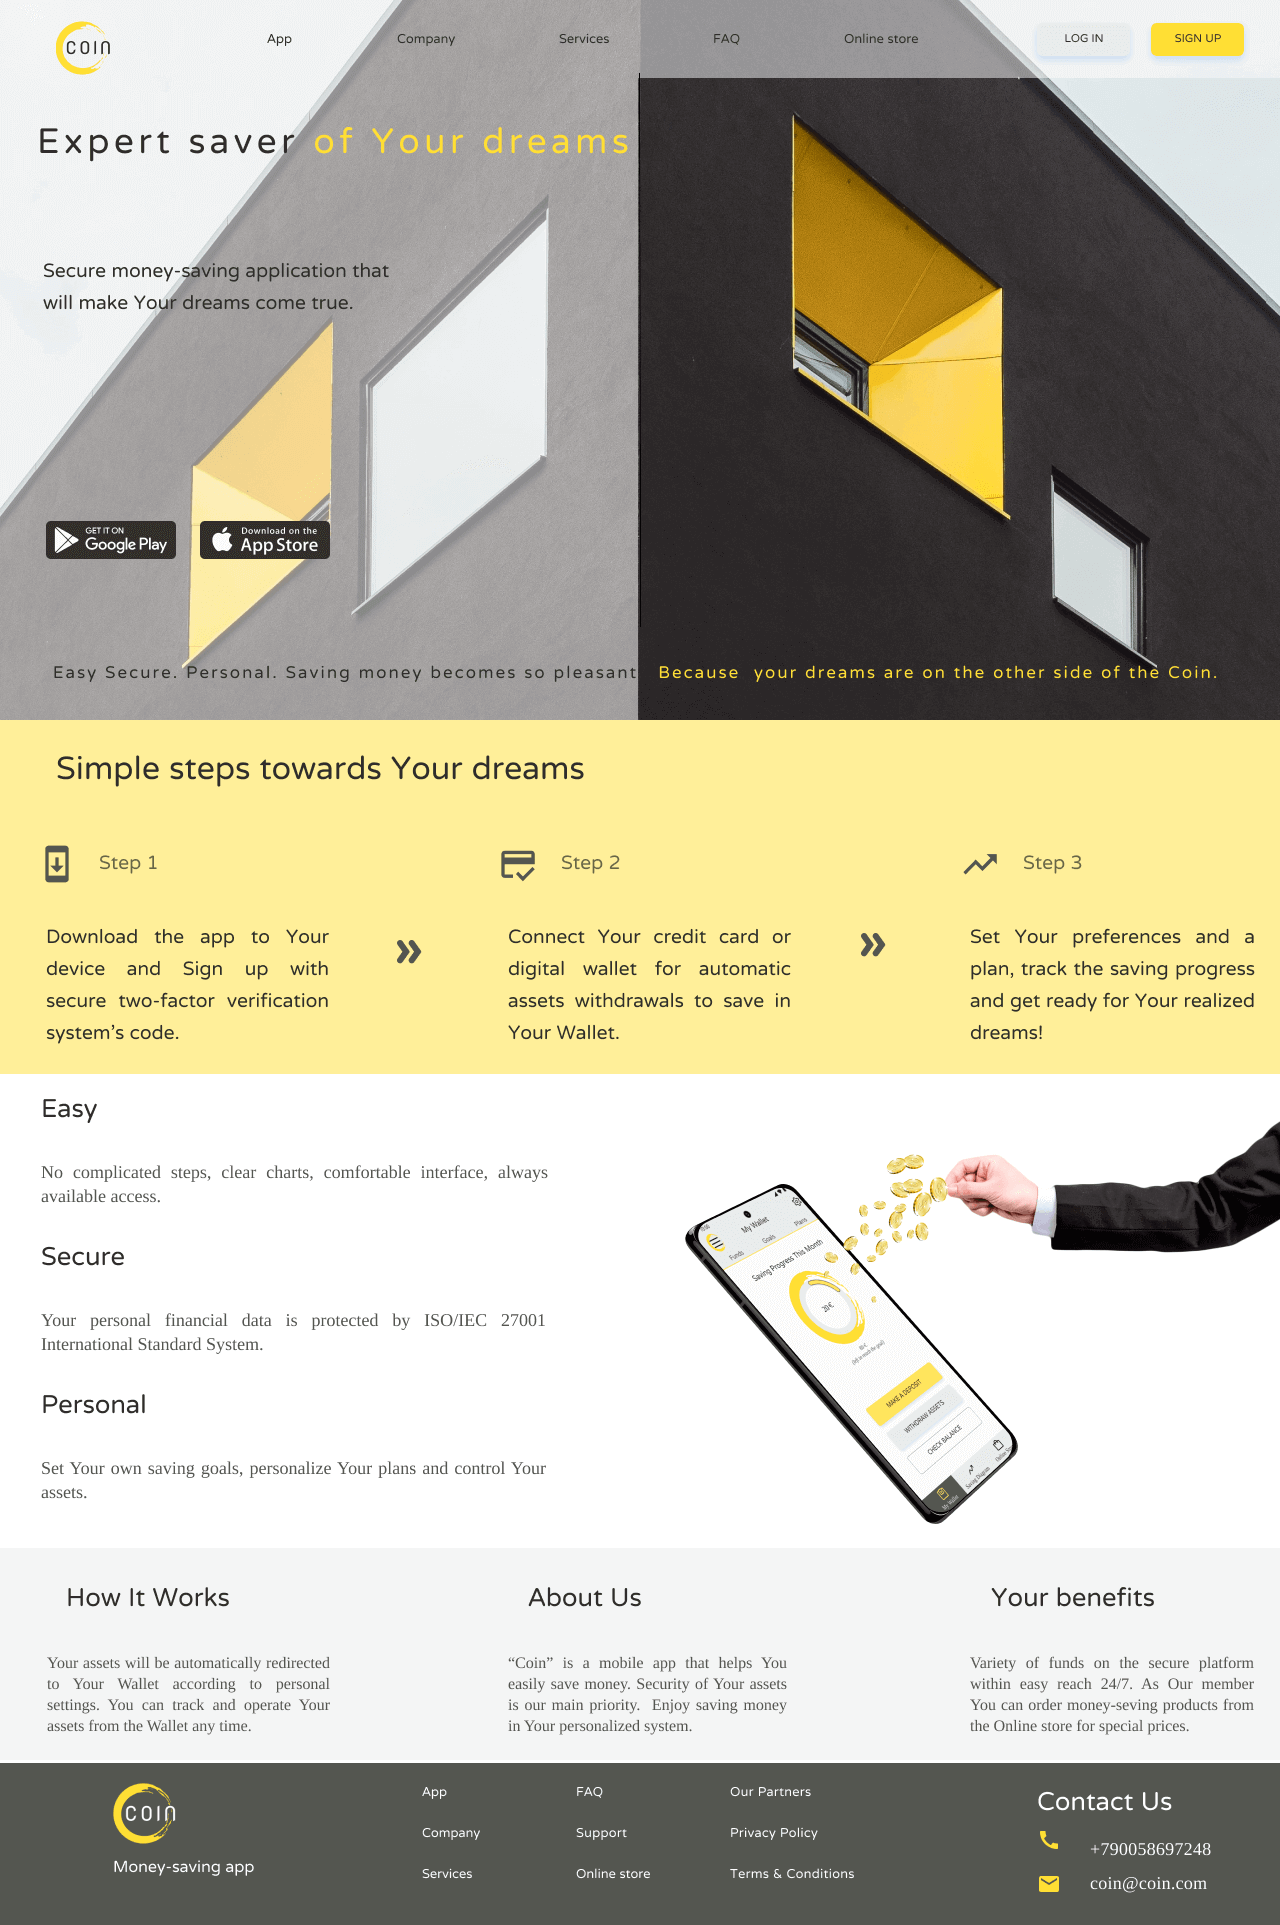 COIN
App Company Services FAQ Online store LOG IN SIGN UP
Expert saver of Your dreams
Secure money-saving application that
will make Your dreams come true.
GET IT ON
Google Play
Download on the
App Store
Easy Secure. Personal. Saving money becomes so pleasant Because your dreams are on the other side of the Coin.
Simple steps towards Your dreams
Step 1
Download the app to Your
device and Sign up with
secure two-factor verification
system’s code.
»
Step 2
Connect Your credit card or
digital wallet for automatic
assets withdrawals to save in
Your Wallet.
»
Step 3
Set Your preferences and a
plan, track the saving progress
and get ready for Your realized
dreams!
Easy
No complicated steps, clear charts, comfortable interface, always
available access.
Secure
Your personal financial data is protected by ISO/IEC 27001
International Standard System.
Personal
Set Your own saving goals, personalize Your plans and control Your
assets.
My Wallet
Funds Goals Plans
Saving Progress This Month
20 €
(left to reach the goal)
MAKE A DEPOSIT
WITHDRAW ASSETS
CHECK BALANCE
My Wallet
Saving Diagram
How It Works
Your assets will be automatically redirected
to Your Wallet according to personal
settings. You can track and operate Your
assets from the Wallet any time.
About Us
“Coin” is a mobile app that helps You
easily save money. Security of Your assets
is our main priority. Enjoy saving money
in Your personalized system.
Your benefits
Variety of funds on the secure platform
within easy reach 24/7. As Our member
You can order money-seving products from
the Online store for special prices.
COIN
Money-saving app
App
Company
Services
FAQ
Support
Online store
Our Partners
Privacy Policy
Terms & Conditions
Contact Us
+790058697248
coin@coin.com